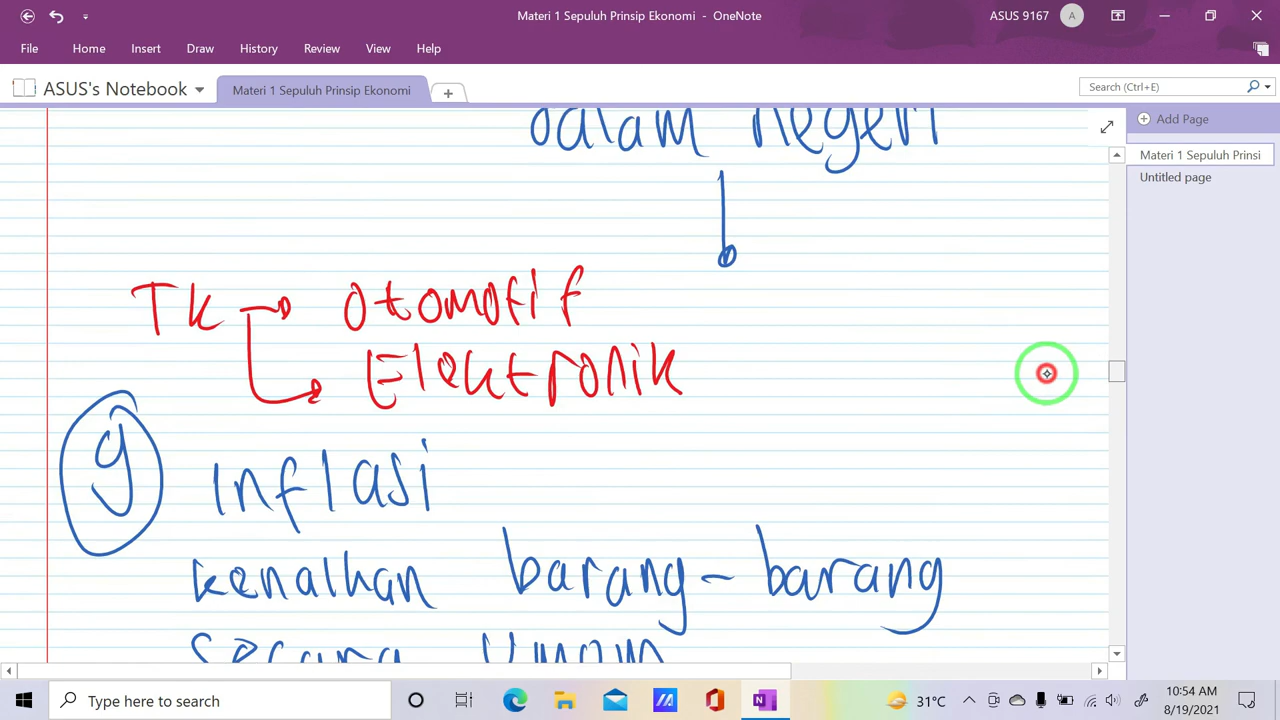 Materi 1 Sepuluh Prinsip Ekonomi - OneNote
ASUS 9167 A
File Home Insert Draw History Review View Help
ASUS's Notebook Materi 1 Sepuluh Prinsip Ekonomi
Search (Ctrl+E)
Add Page
Materi 1 Sepuluh Prinsi
Untitled page
dalam negeri
TK → Otomotif
Elektronik
9 Inflasi
kenaikan barang - barang
secara umum
Type here to search
31°C
10:54 AM
8/19/2021